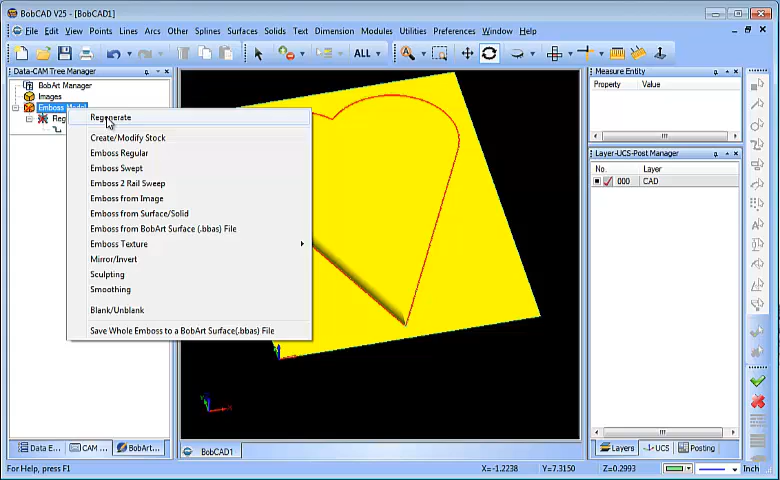 BobCAD V25 - [BobCAD1]
File Edit View Points Lines Arcs Other Splines Surfaces Solids Text Dimension Modules Utilities Preferences Window Help
ALL
Data-CAM Tree Manager
BobArt Manager
Images
Emboss Model
Reg
Regenerate
Create/Modify Stock
Emboss Regular
Emboss Swept
Emboss 2 Rail Sweep
Emboss from Image
Emboss from Surface/Solid
Emboss from BobArt Surface (.bbas) File
Emboss Texture
Mirror/Invert
Sculpting
Smoothing
Blank/Unblank
Save Whole Emboss to a BobArt Surface(.bbas) File
Measure Entity
Property Value
Layer-UCS-Post Manager
No. Layer
000 CAD
Data E... CAM ... BobArt...
BobCAD1
Layers UCS Posting
For Help, press F1
X=-1.2238 Y=7.3150 Z=0.2993
Inch